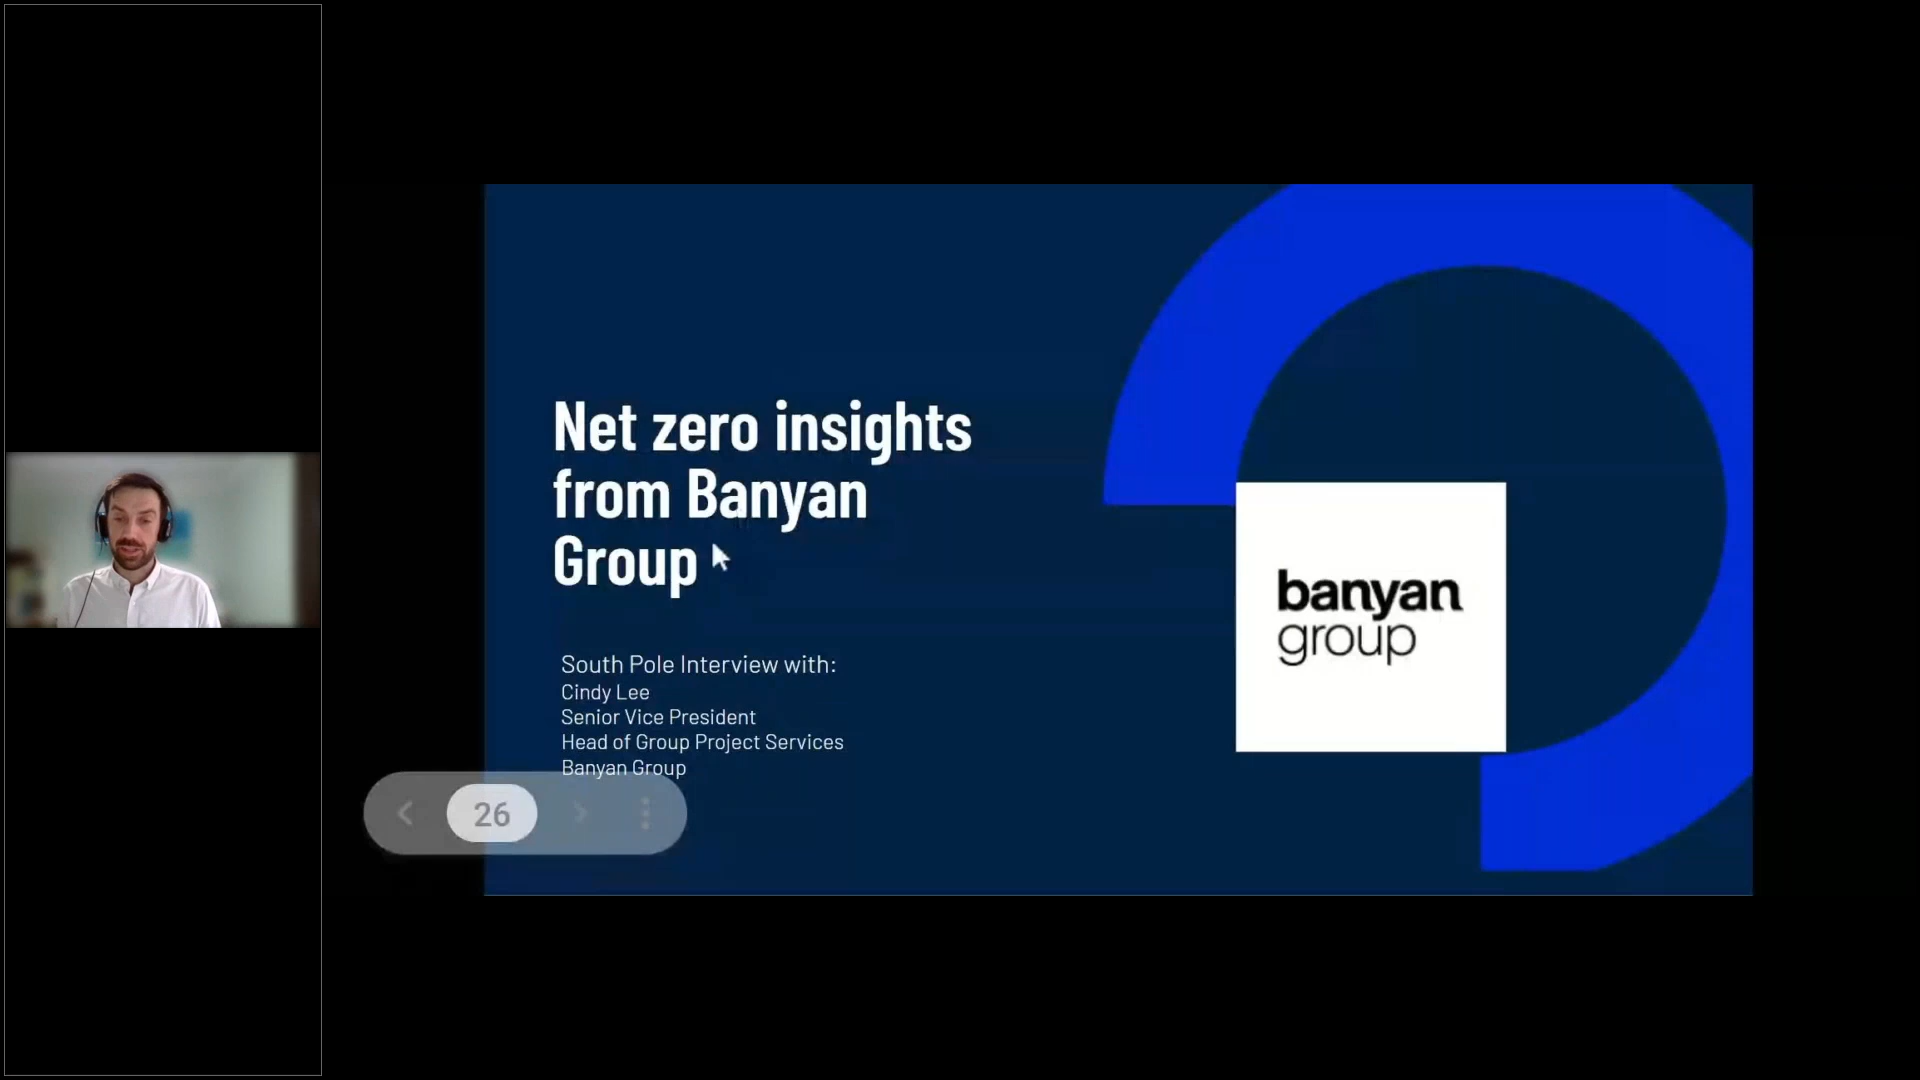 Net zero insights
from Banyan
Group
South Pole Interview with:
Cindy Lee
Senior Vice President
Head of Group Project Services
Banyan Group
26
banyan
group